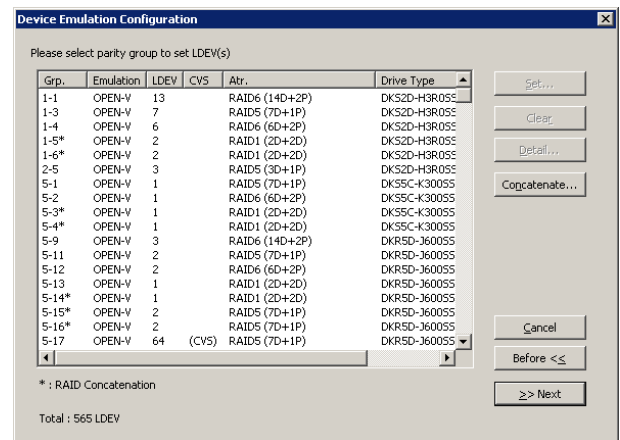 Device Emulation Configuration
Please select parity group to set LDEV(s)
Grp. Emulation LDEV CVS Atr. Drive Type
1-1 OPEN-V 13 RAID6 (14D+2P) DKS2D-H3R0SS
1-3 OPEN-V 7 RAID5 (7D+1P) DKS2D-H3R0SS
1-4 OPEN-V 6 RAID6 (6D+2P) DKS2D-H3R0SS
1-5* OPEN-V 2 RAID1 (2D+2D) DKS2D-H3R0SS
1-6* OPEN-V 2 RAID1 (2D+2D) DKS2D-H3R0SS
2-5 OPEN-V 3 RAID5 (3D+1P) DKS2D-H3R0SS
5-1 OPEN-V 1 RAID5 (7D+1P) DKS5C-K300SS
5-2 OPEN-V 1 RAID6 (6D+2P) DKS5C-K300SS
5-3* OPEN-V 1 RAID1 (2D+2D) DKS5C-K300SS
5-4* OPEN-V 1 RAID1 (2D+2D) DKS5C-K300SS
5-9 OPEN-V 3 RAID6 (14D+2P) DKR5D-J600SS
5-11 OPEN-V 2 RAID5 (7D+1P) DKR5D-J600SS
5-12 OPEN-V 2 RAID6 (6D+2P) DKR5D-J600SS
5-13 OPEN-V 1 RAID1 (2D+2D) DKR5D-J600SS
5-14* OPEN-V 1 RAID1 (2D+2D) DKR5D-J600SS
5-15* OPEN-V 2 RAID5 (7D+1P) DKR5D-J600SS
5-16* OPEN-V 2 RAID5 (7D+1P) DKR5D-J600SS
5-17 OPEN-V 64 (CVS) RAID5 (7D+1P) DKR5D-J600SS
Set...
Clear
Detail...
Concatenate...
Cancel
Before <<
>> Next
* : RAID Concatenation
Total : 565 LDEV